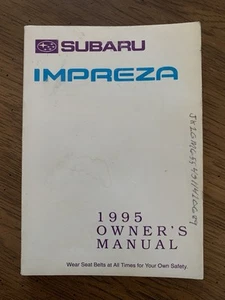 SUBARU
IMPREZA
1995
OWNER'S
MANUAL
Wear Seat Belts at All Times for Your Own Safety.